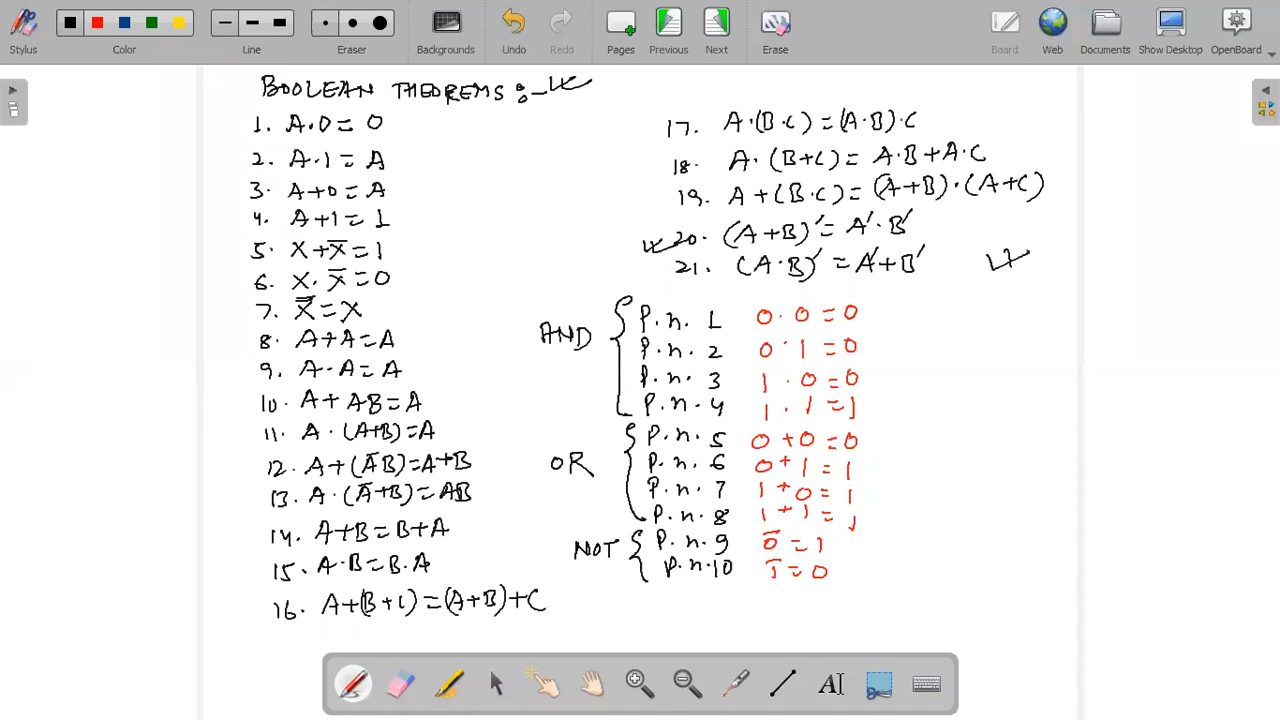 Stylus Color Line Eraser Backgrounds Undo Redo Pages Previous Next Erase Board Web Documents Show Desktop OpenBoard
BOOLEAN THEOREMS :-
1. A·0 = 0
2. A·1 = A
3. A+0 = A
4. A+1 = 1
5. X+X̅ = 1
6. X·X̅ = 0
7. X̿ = X
8. A+A = A
9. A·A = A
10. A+AB = A
11. A·(A+B) = A
12. A+(A̅B) = A+B
13. A·(A̅+B) = AB
14. A+B = B+A
15. A·B = B·A
16. A+(B+C) = (A+B)+C
17. A·(B·C) = (A·B)·C
18. A·(B+C) = A·B+A·C
19. A+(B·C) = (A+B)·(A+C)
20. (A+B)′ = A′·B′
21. (A·B)′ = A′+B′
AND
P.n. 1 0·0 = 0
P.n. 2 0·1 = 0
P.n. 3 1·0 = 0
P.n. 4 1·1 = 1
OR
P.n. 5 0+0 = 0
P.n. 6 0+1 = 1
P.n. 7 1+0 = 1
P.n. 8 1+1 = 1
NOT
P.n. 9 0̅ = 1
P.n. 10 1̅ = 0